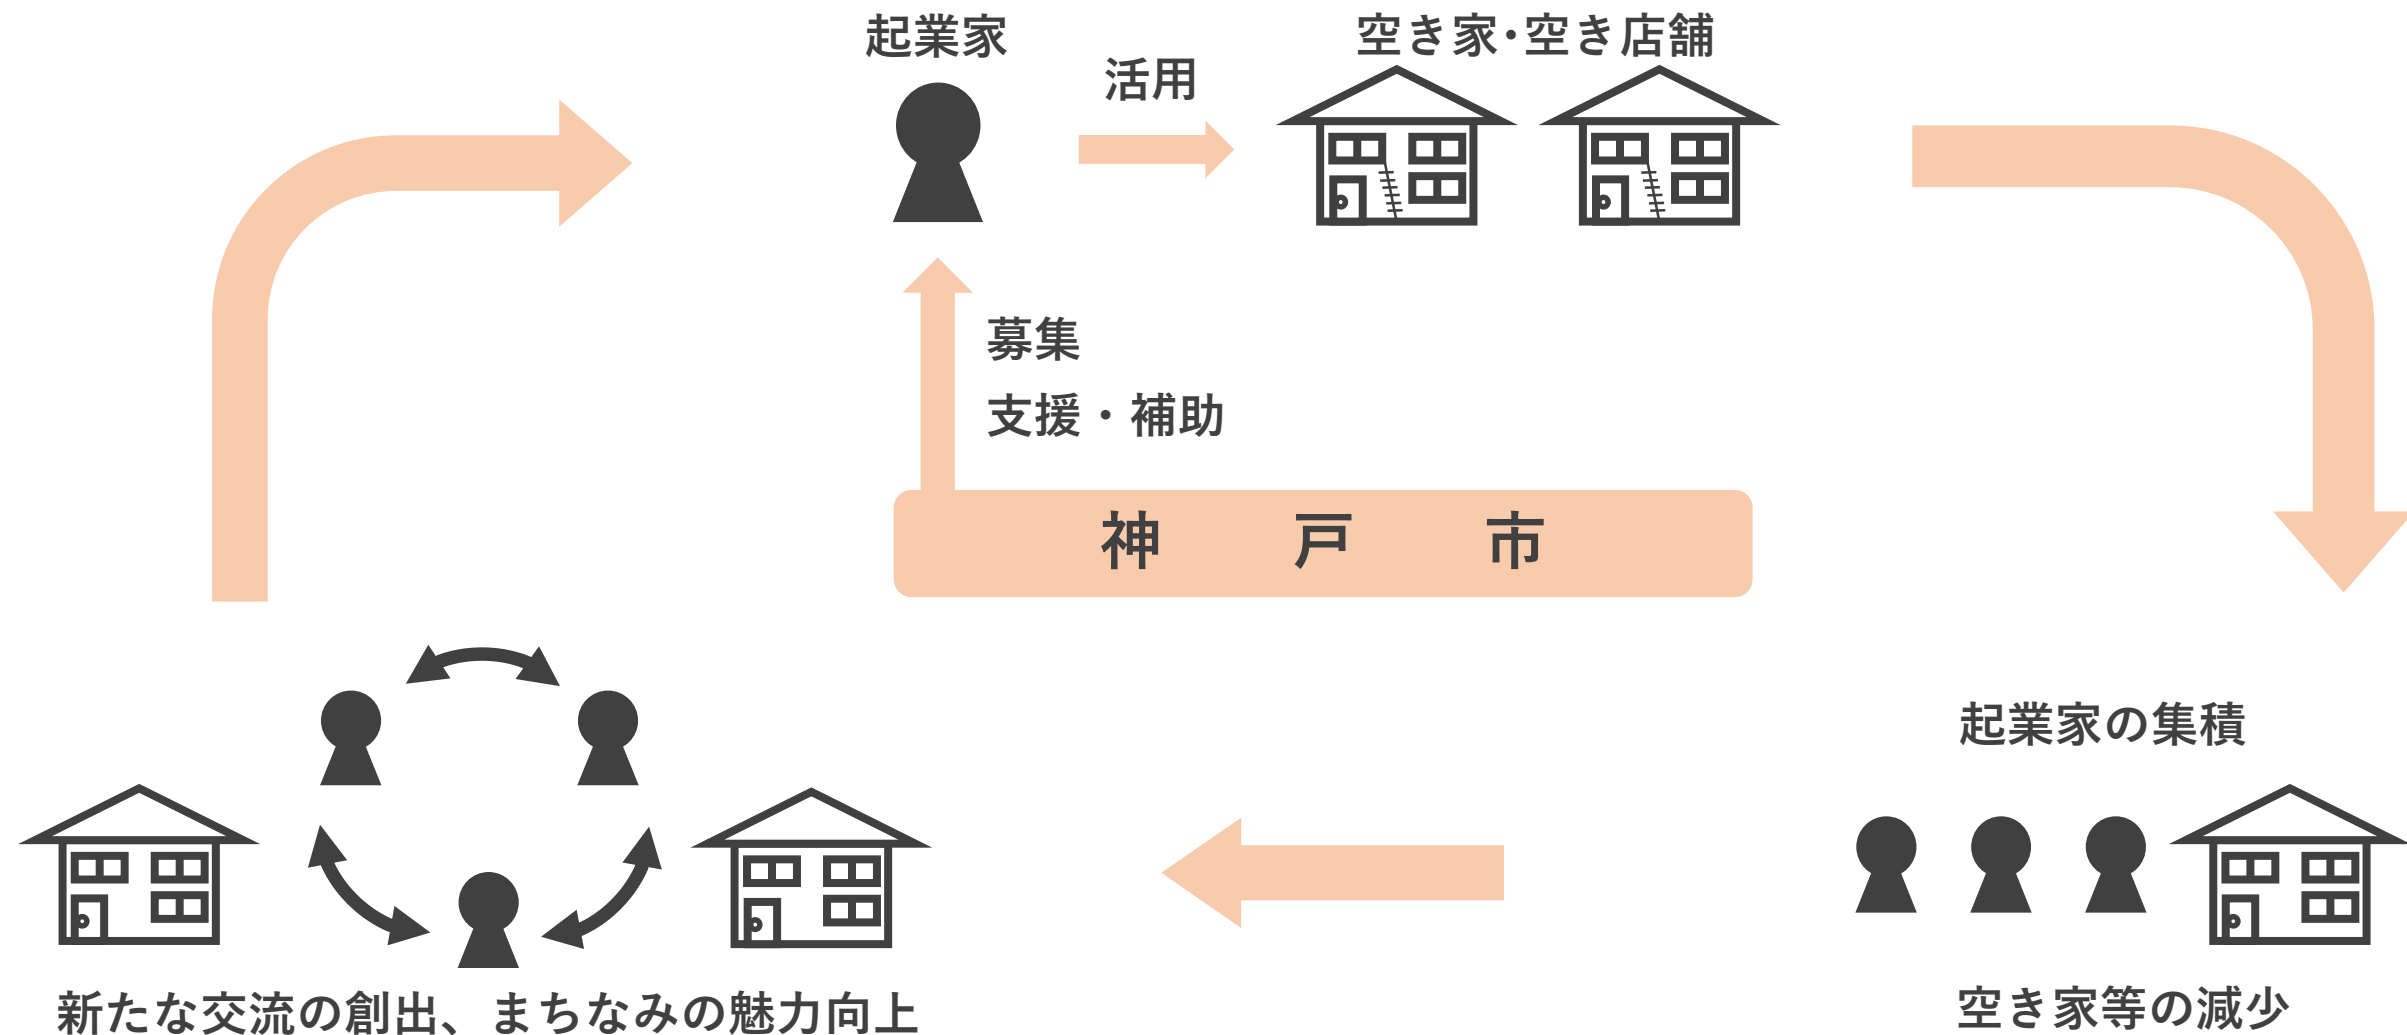 起業家
活用
空き家･空き店舗
募集
支援・補助
神　戸　市
起業家の集積
空き家等の減少
新たな交流の創出、まちなみの魅力向上